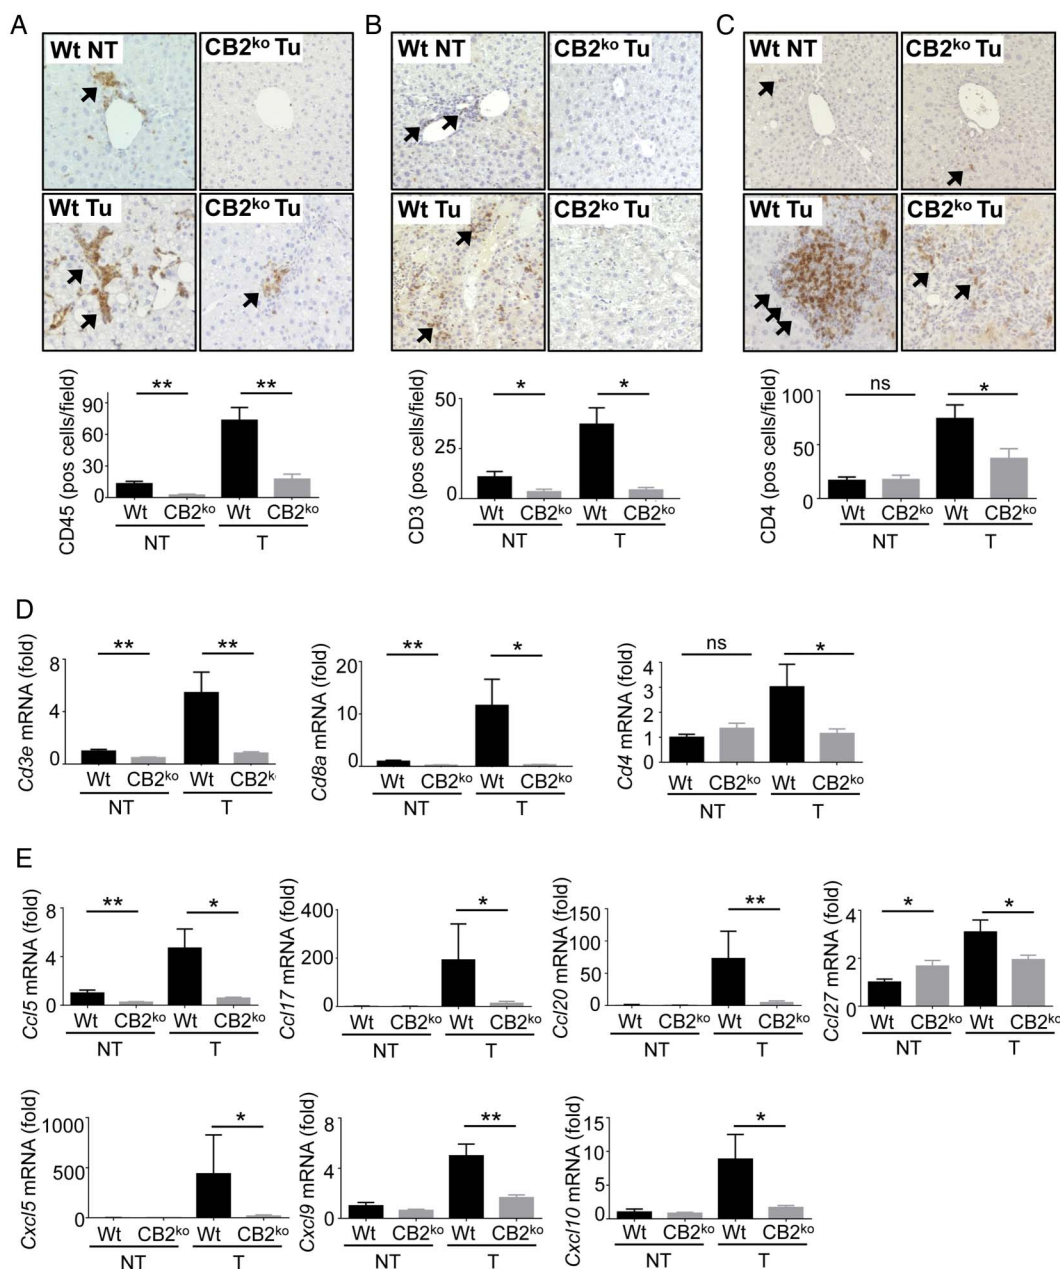 A
Wt NT
CB2ko Tu
Wt Tu
CB2ko Tu
CD45 (pos cells/field)
90
60
30
0
**
**
Wt
CB2ko
Wt
CB2ko
NT
T
B
Wt NT
CB2ko Tu
Wt Tu
CB2ko Tu
CD3 (pos cells/field)
50
25
0
*
*
Wt
CB2ko
Wt
CB2ko
NT
T
C
Wt NT
CB2ko Tu
Wt Tu
CB2ko Tu
CD4 (pos cells/field)
100
50
0
ns
*
Wt
CB2ko
Wt
CB2ko
NT
T
D
Cd3e mRNA (fold)
8
4
0
**
**
Wt
CB2ko
Wt
CB2k
NT
T
Cd8a mRNA (fold)
20
10
0
**
*
Wt
CB2ko
Wt
CB2ko
NT
T
Cd4 mRNA (fold)
4
3
2
1
0
ns
*
Wt
CB2ko
Wt
CB2ko
NT
T
E
Ccl5 mRNA (fold)
8
4
0
**
*
Wt
CB2ko
Wt
CB2ko
NT
T
Ccl17 mRNA (fold)
400
200
0
*
Wt
CB2ko
Wt
CB2ko
NT
T
Ccl20 mRNA (fold)
150
100
50
0
**
Wt
CB2ko
Wt
CB2ko
NT
T
Ccl27 mRNA (fold)
4
2
0
*
*
Wt
CB2ko
Wt
CB2ko
NT
T
Cxcl5 mRNA (fold)
1000
500
0
*
Wt
CB2ko
Wt
CB2ko
NT
T
Cxcl9 mRNA (fold)
9
4
0
**
Wt
CB2ko
Wt
CB2ko
NT
T
Cxcl10 mRNA (fold)
15
10
5
0
*
Wt
CB2ko
Wt
CB2ko
NT
T